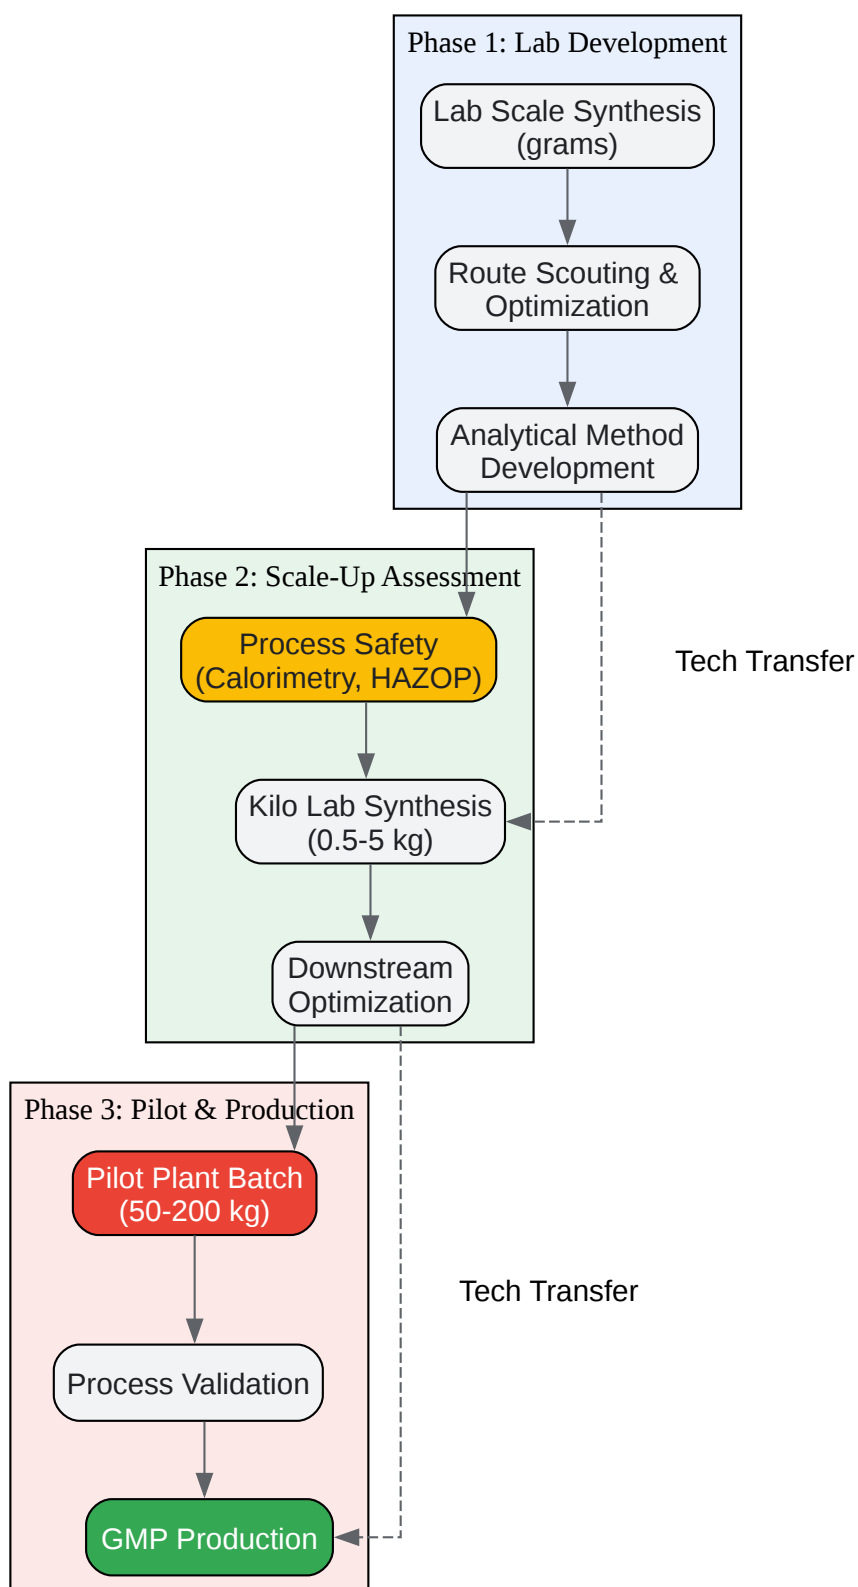 Phase 1: Lab Development
Lab Scale Synthesis
(grams)
Route Scouting &
Optimization
Analytical Method
Development
Phase 2: Scale-Up Assessment
Process Safety
(Calorimetry, HAZOP)
Tech Transfer
Kilo Lab Synthesis
(0.5-5 kg)
Downstream
Optimization
Phase 3: Pilot & Production
Pilot Plant Batch
(50-200 kg)
Tech Transfer
Process Validation
GMP Production